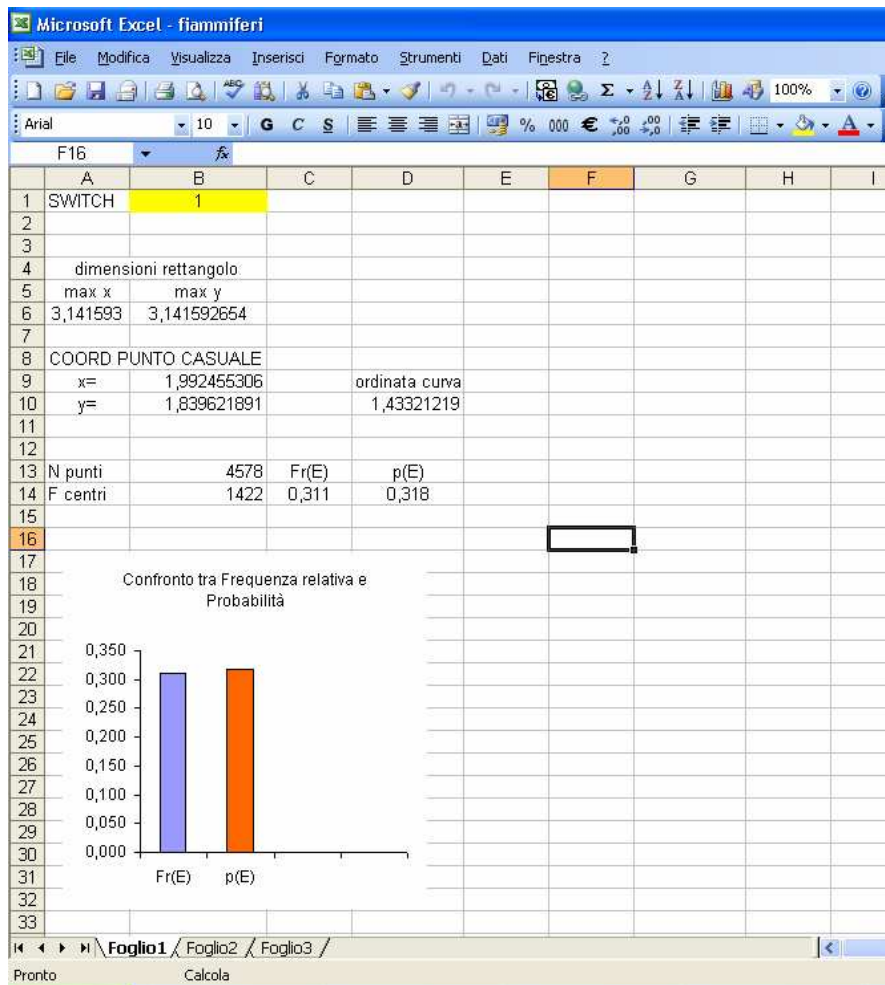 Microsoft Excel - fiammiferi
File Modifica Visualizza Inserisci Formato Strumenti Dati Finestra ?
100%
Arial 10 G C S % 000 €
F16 fx
A B C D E F G H I
1 SWITCH 1
2
3
4 dimensioni rettangolo
5 max x max y
6 3,141593 3,141592654
7
8 COORD PUNTO CASUALE
9 x= 1,992455306 ordinata curva
10 y= 1,839621891 1,43321219
11
12
13 N punti 4578 Fr(E) p(E)
14 F centri 1422 0,311 0,318
15
16
17
18
19
20
21
22
23
24
25
26
27
28
29
30
31
32
33
Confronto tra Frequenza relativa e
Probabilità
0,350
0,300
0,250
0,200
0,150
0,100
0,050
0,000
Fr(E) p(E)
Foglio1 Foglio2 Foglio3
Pronto Calcola